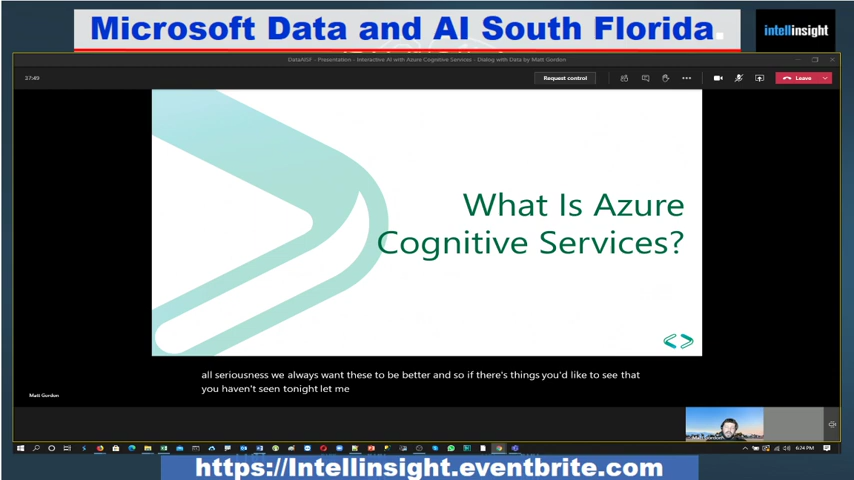 Microsoft Data and AI South Florida.
intellinsight
DataAISF - Presentation - Interactive AI with Azure Cognitive Services - Dialog with Data by Matt Gordon
37:49
Request control
Leave
What Is Azure
Cognitive Services?
all seriousness we always want these to be better and so if there's things you'd like to see that
you haven't seen tonight let me
Matt Gordon
6:24 PM
https://Intellinsight.eventbrite.com